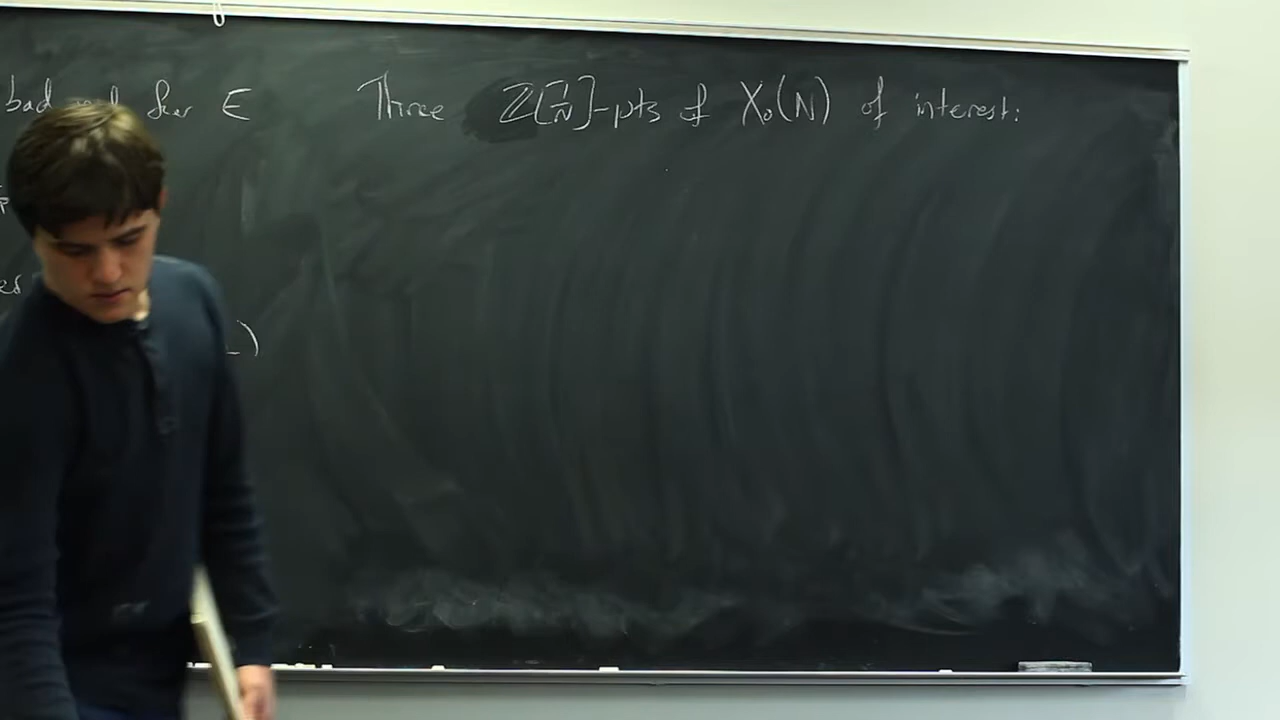 bad red for E
Three ℤ[1/N]-pts of X₀(N) of interest: